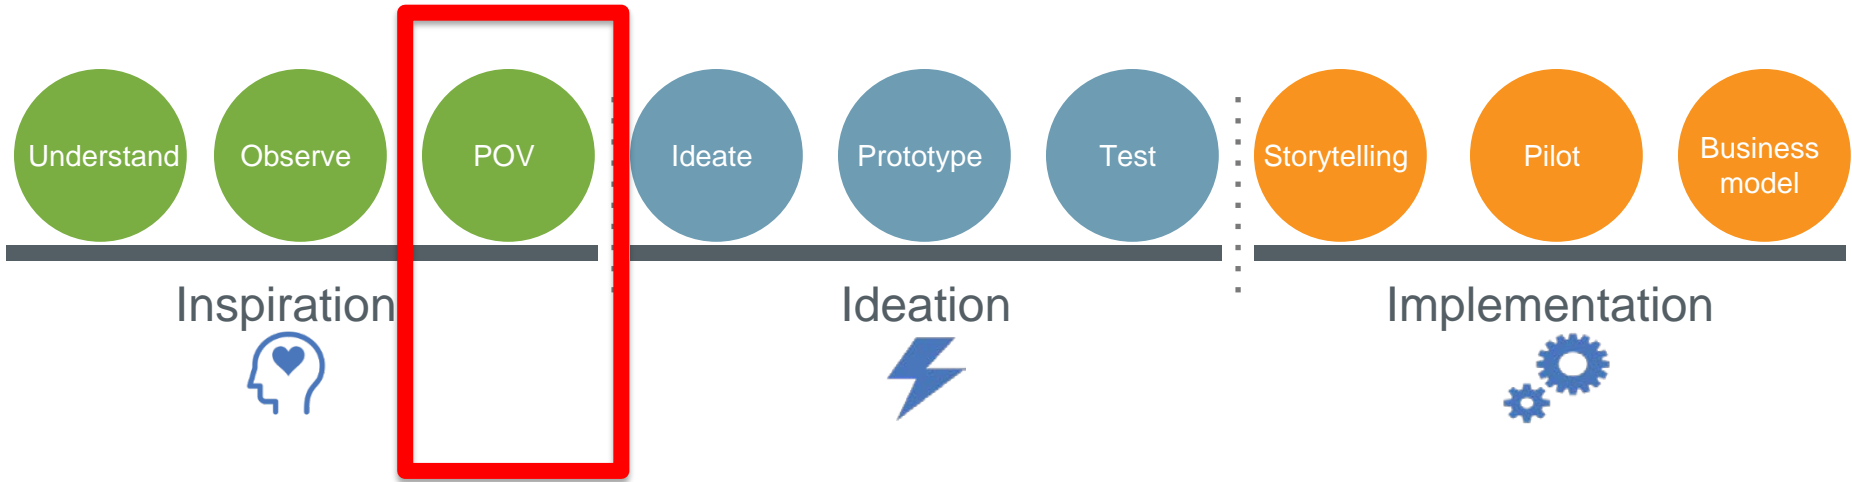 Understand
Observe
POV
Ideate
Prototype
Test
Storytelling
Pilot
Business
model
Inspiration
Ideation
Implementation